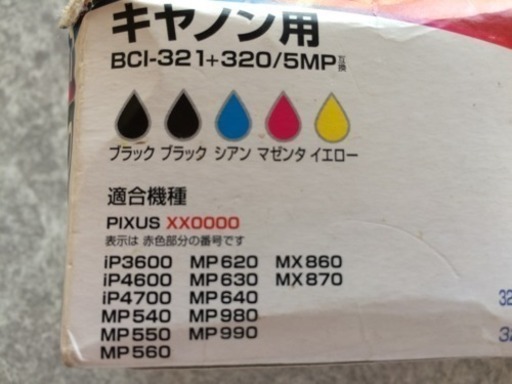 キヤノン用
BCI-321+320/5MP互換
ブラック ブラック シアン マゼンタ イエロー
適合機種
PIXUS XX0000
表示は 赤色部分の番号です
iP3600 MP620 MX860
iP4600 MP630 MX870
iP4700 MP640
MP540 MP980
MP550 MP990
MP560